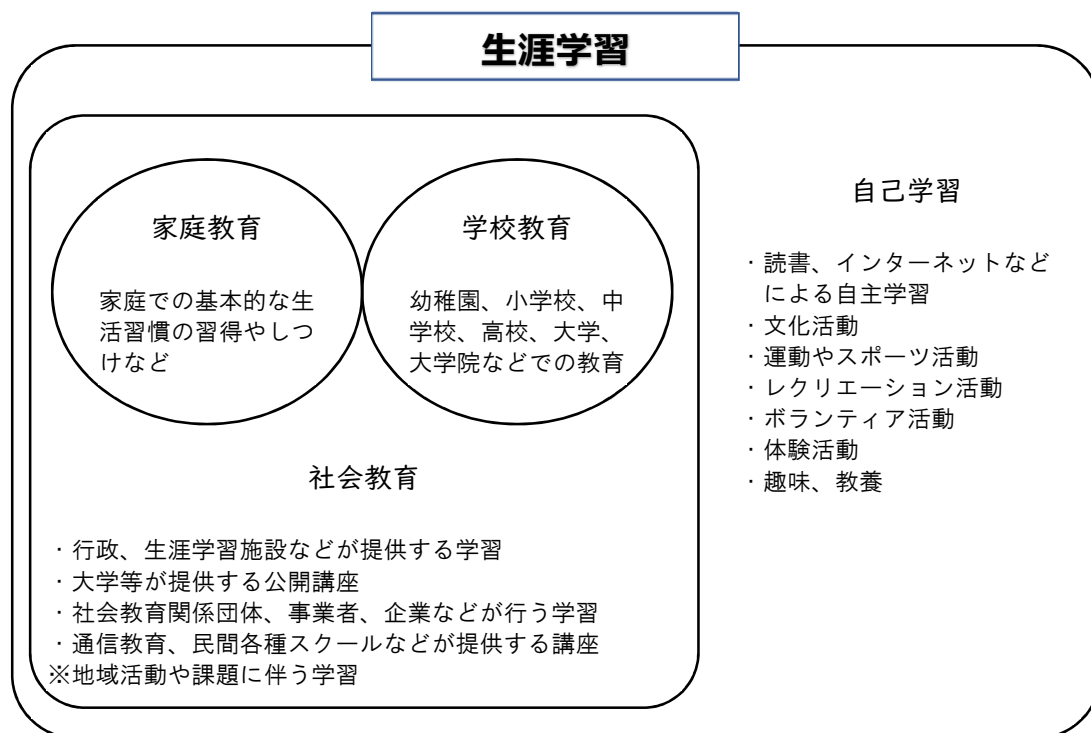 生涯学習
家庭教育
家庭での基本的な生
活習慣の習得やしつ
けなど
学校教育
幼稚園、小学校、中
学校、高校、大学、
大学院などでの教育
社会教育
・行政、生涯学習施設などが提供する学習
・大学等が提供する公開講座
・社会教育関係団体、事業者、企業などが行う学習
・通信教育、民間各種スクールなどが提供する講座
※地域活動や課題に伴う学習
自己学習
・読書、インターネットなど
による自主学習
・文化活動
・運動やスポーツ活動
・レクリエーション活動
・ボランティア活動
・体験活動
・趣味、教養